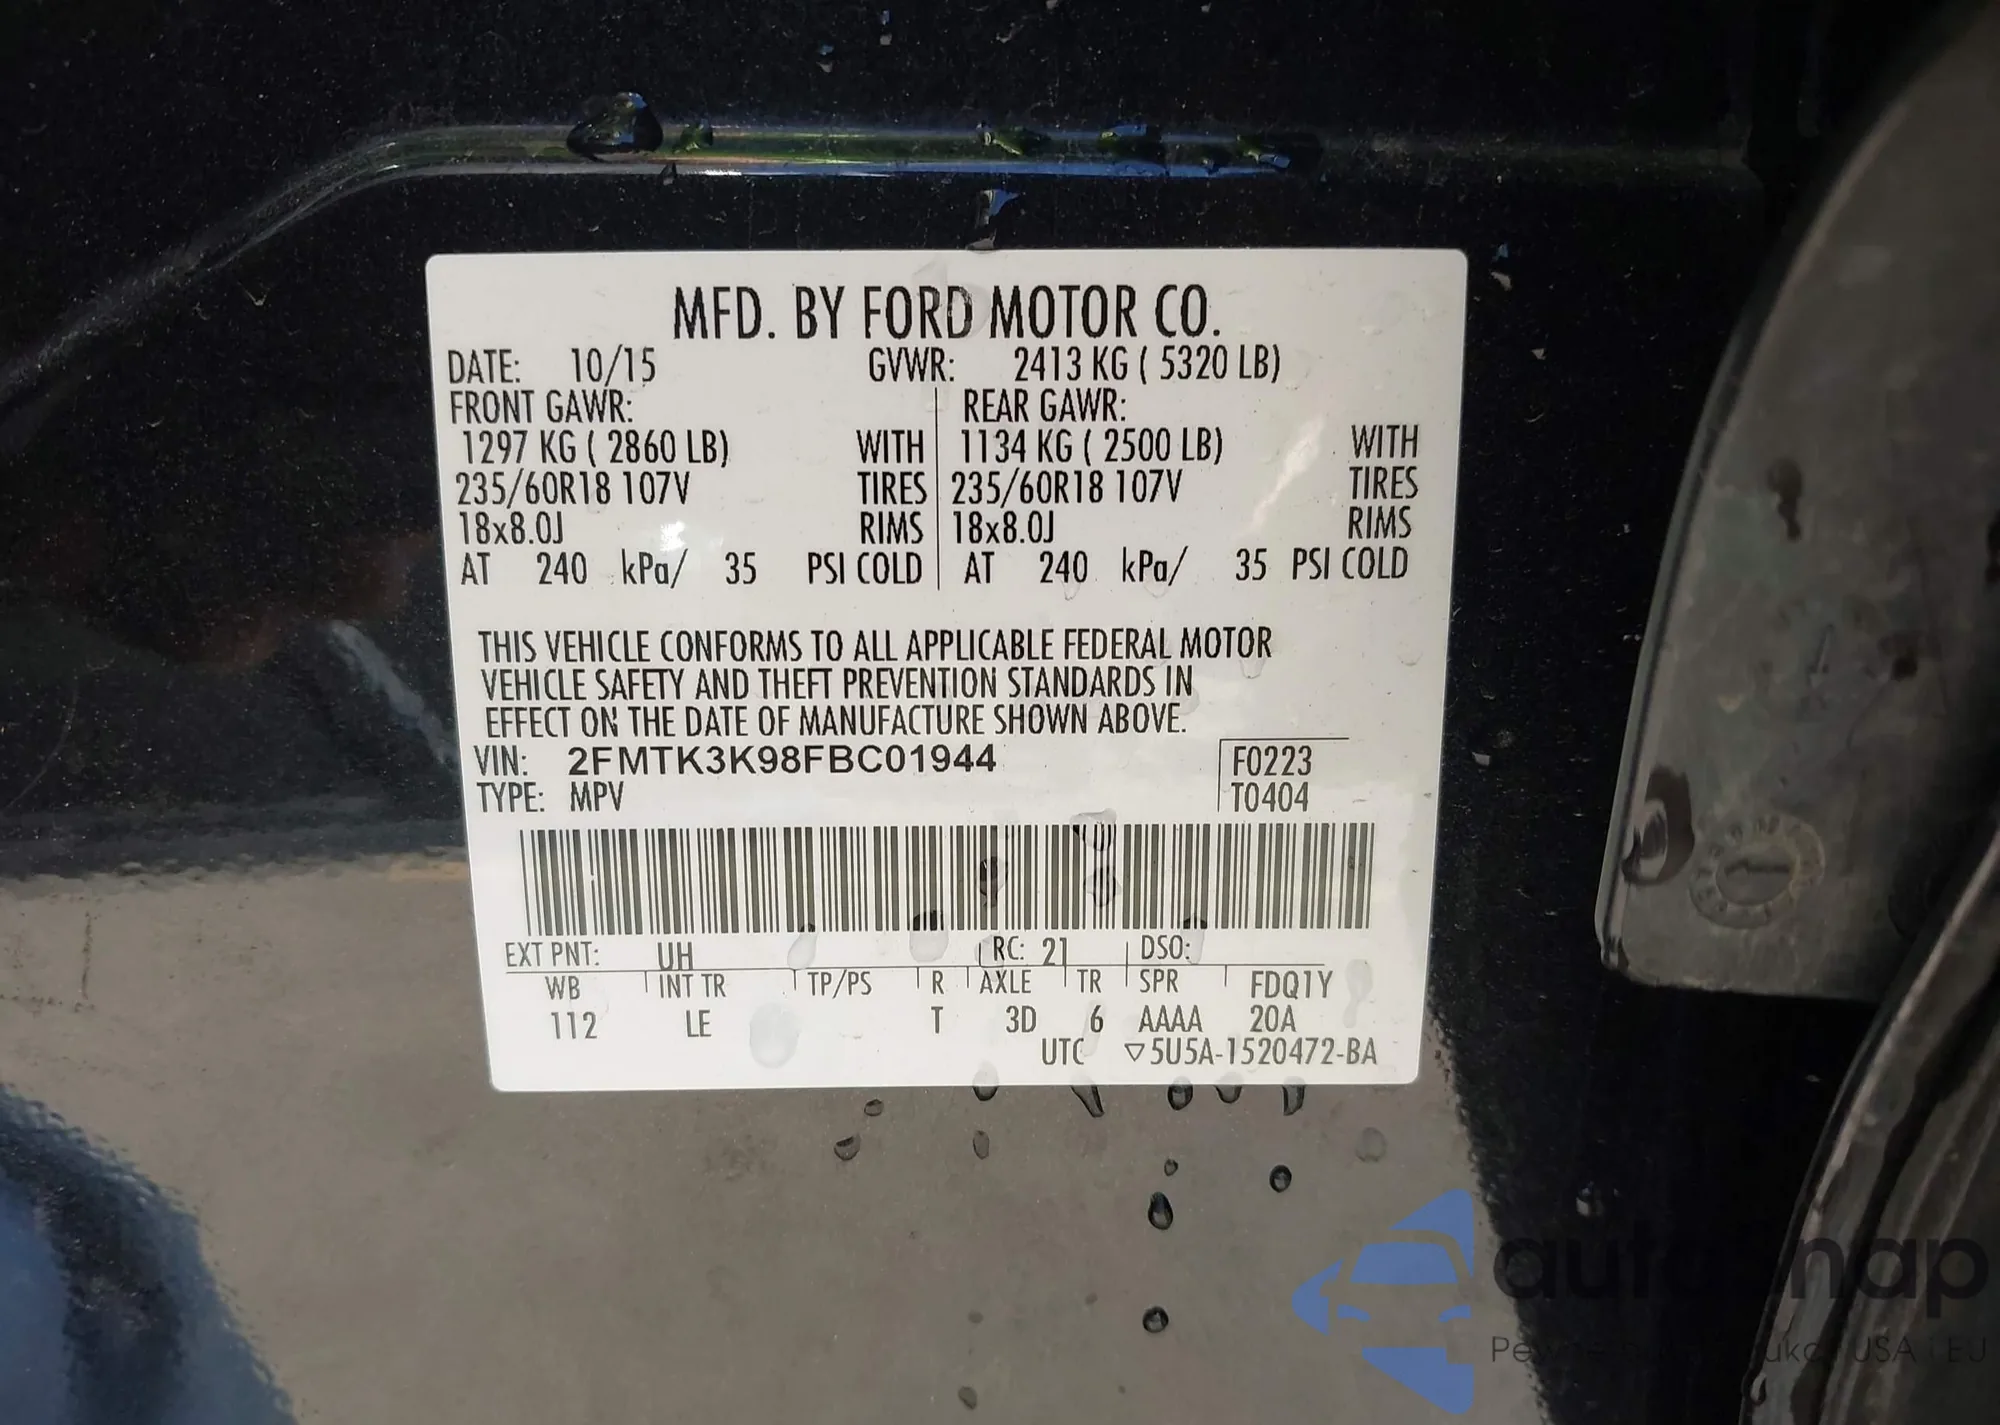 MFD. BY FORD MOTOR CO.
DATE: 10/15 GVWR: 2413 KG ( 5320 LB)
FRONT GAWR: REAR GAWR:
1297 KG ( 2860 LB) WITH 1134 KG ( 2500 LB) WITH
235/60R18 107V TIRES 235/60R18 107V TIRES
18x8.0J RIMS 18x8.0J RIMS
AT 240 kPa/ 35 PSI COLD AT 240 kPa/ 35 PSI COLD
THIS VEHICLE CONFORMS TO ALL APPLICABLE FEDERAL MOTOR
VEHICLE SAFETY AND THEFT PREVENTION STANDARDS IN
EFFECT ON THE DATE OF MANUFACTURE SHOWN ABOVE.
VIN: 2FMTK3K98FBC01944 F0223
TYPE: MPV T0404
EXT PNT: UH RC: 21 DSO:
WB INT TR TP/PS R AXLE TR SPR FDQ1Y
112 LE T 3D 6 AAAA 20A
UTC ▽5U5A-1520472-BA
USA i EU